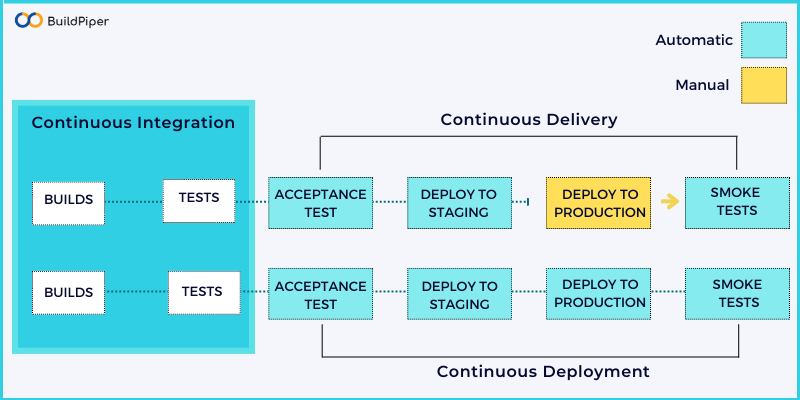 BuildPiper
Automatic
Manual
Continuous Integration
Continuous Delivery
BUILDS
TESTS
ACCEPTANCE
TEST
DEPLOY TO
STAGING
DEPLOY TO
PRODUCTION
SMOKE
TESTS
BUILDS
TESTS
ACCEPTANCE
TEST
DEPLOY TO
STAGING
DEPLOY TO
PRODUCTION
SMOKE
TESTS
Continuous Deployment